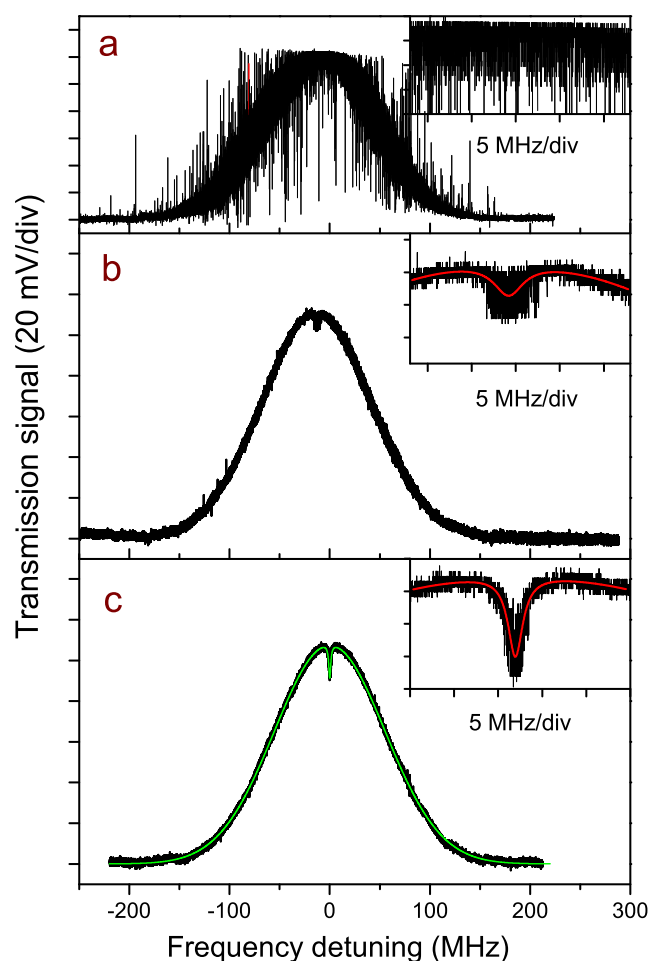 a
5 MHz/div
b
5 MHz/div
c
5 MHz/div
Transmission signal (20 mV/div)
-200 -100 0 100 200 300
Frequency detuning (MHz)